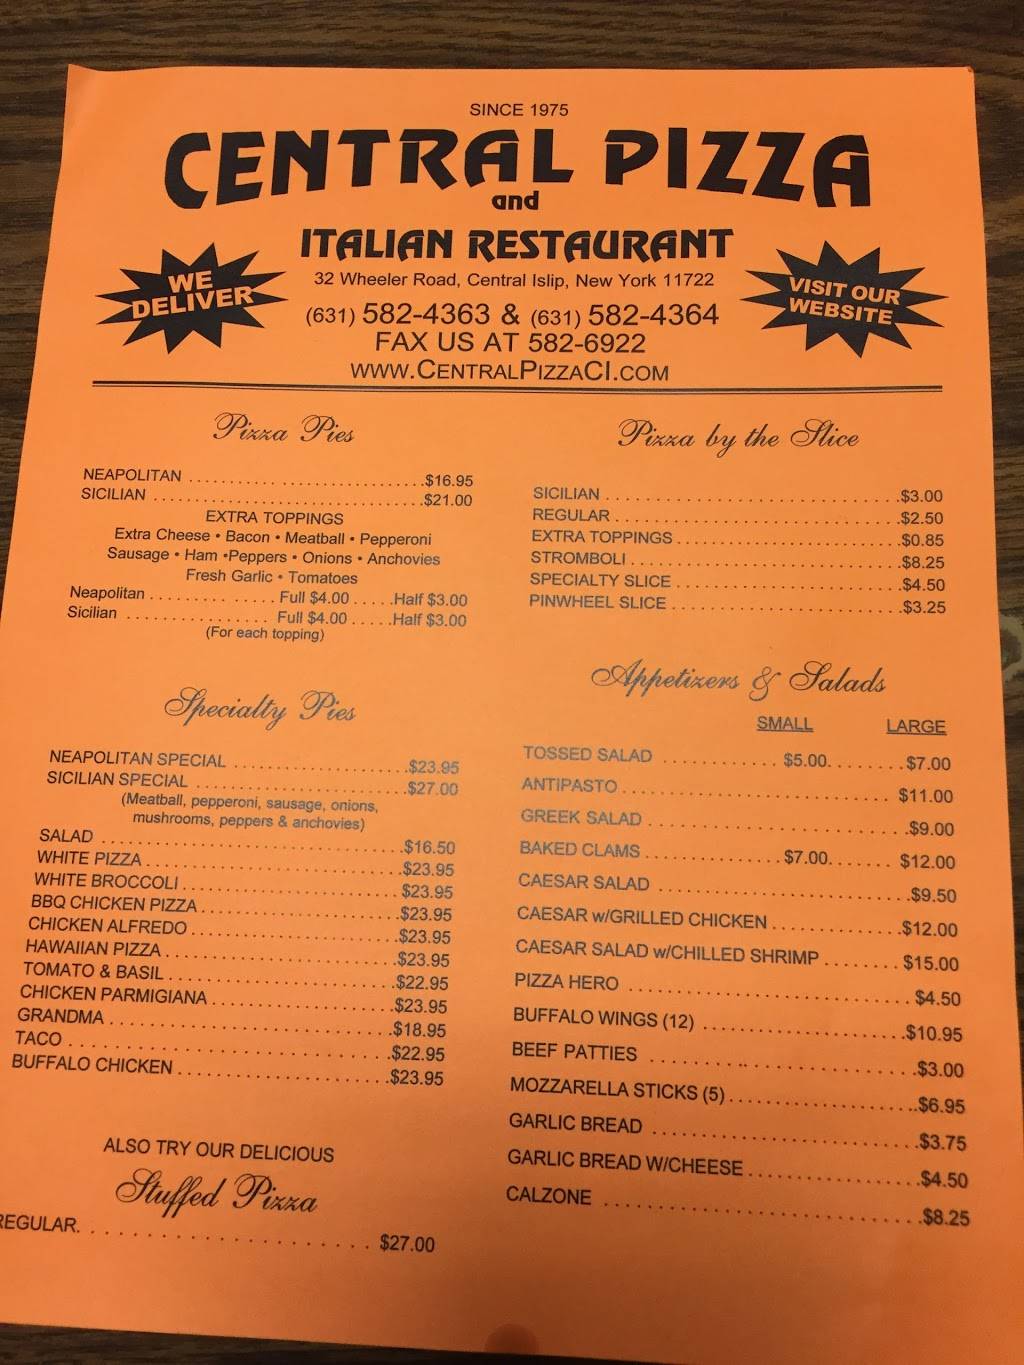 SINCE 1975
CENTRAL PIZZA
and
ITALIAN RESTAURANT
WE
DELIVER
32 Wheeler Road, Central Islip, New York 11722
(631) 582-4363 & (631) 582-4364
FAX US AT 582-6922
WWW.CENTRALPIZZACI.COM
VISIT OUR
WEBSITE
Pizza Pies
NEAPOLITAN $16.95
SICILIAN $21.00
EXTRA TOPPINGS
Extra Cheese • Bacon • Meatball • Pepperoni
Sausage • Ham •Peppers • Onions • Anchovies
Fresh Garlic • Tomatoes
Neapolitan Full $4.00 Half $3.00
Sicilian Full $4.00 Half $3.00
(For each topping)
Specialty Pies
NEAPOLITAN SPECIAL $23.95
SICILIAN SPECIAL $27.00
(Meatball, pepperoni, sausage, onions,
mushrooms, peppers & anchovies)
SALAD $16.50
WHITE PIZZA $23.95
WHITE BROCCOLI $23.95
BBQ CHICKEN PIZZA $23.95
CHICKEN ALFREDO $23.95
HAWAIIAN PIZZA $23.95
TOMATO & BASIL $22.95
CHICKEN PARMIGIANA $23.95
GRANDMA $18.95
TACO $22.95
BUFFALO CHICKEN $23.95
ALSO TRY OUR DELICIOUS
Stuffed Pizza
REGULAR $27.00
Pizza by the Slice
SICILIAN $3.00
REGULAR $2.50
EXTRA TOPPINGS $0.85
STROMBOLI $8.25
SPECIALTY SLICE $4.50
PINWHEEL SLICE $3.25
Appetizers & Salads
SMALL LARGE
TOSSED SALAD $5.00 $7.00
ANTIPASTO $11.00
GREEK SALAD $9.00
BAKED CLAMS $7.00 $12.00
CAESAR SALAD $9.50
CAESAR w/GRILLED CHICKEN $12.00
CAESAR SALAD w/CHILLED SHRIMP $15.00
PIZZA HERO $4.50
BUFFALO WINGS (12) $10.95
BEEF PATTIES $3.00
MOZZARELLA STICKS (5) $6.95
GARLIC BREAD $3.75
GARLIC BREAD W/CHEESE $4.50
CALZONE $8.25